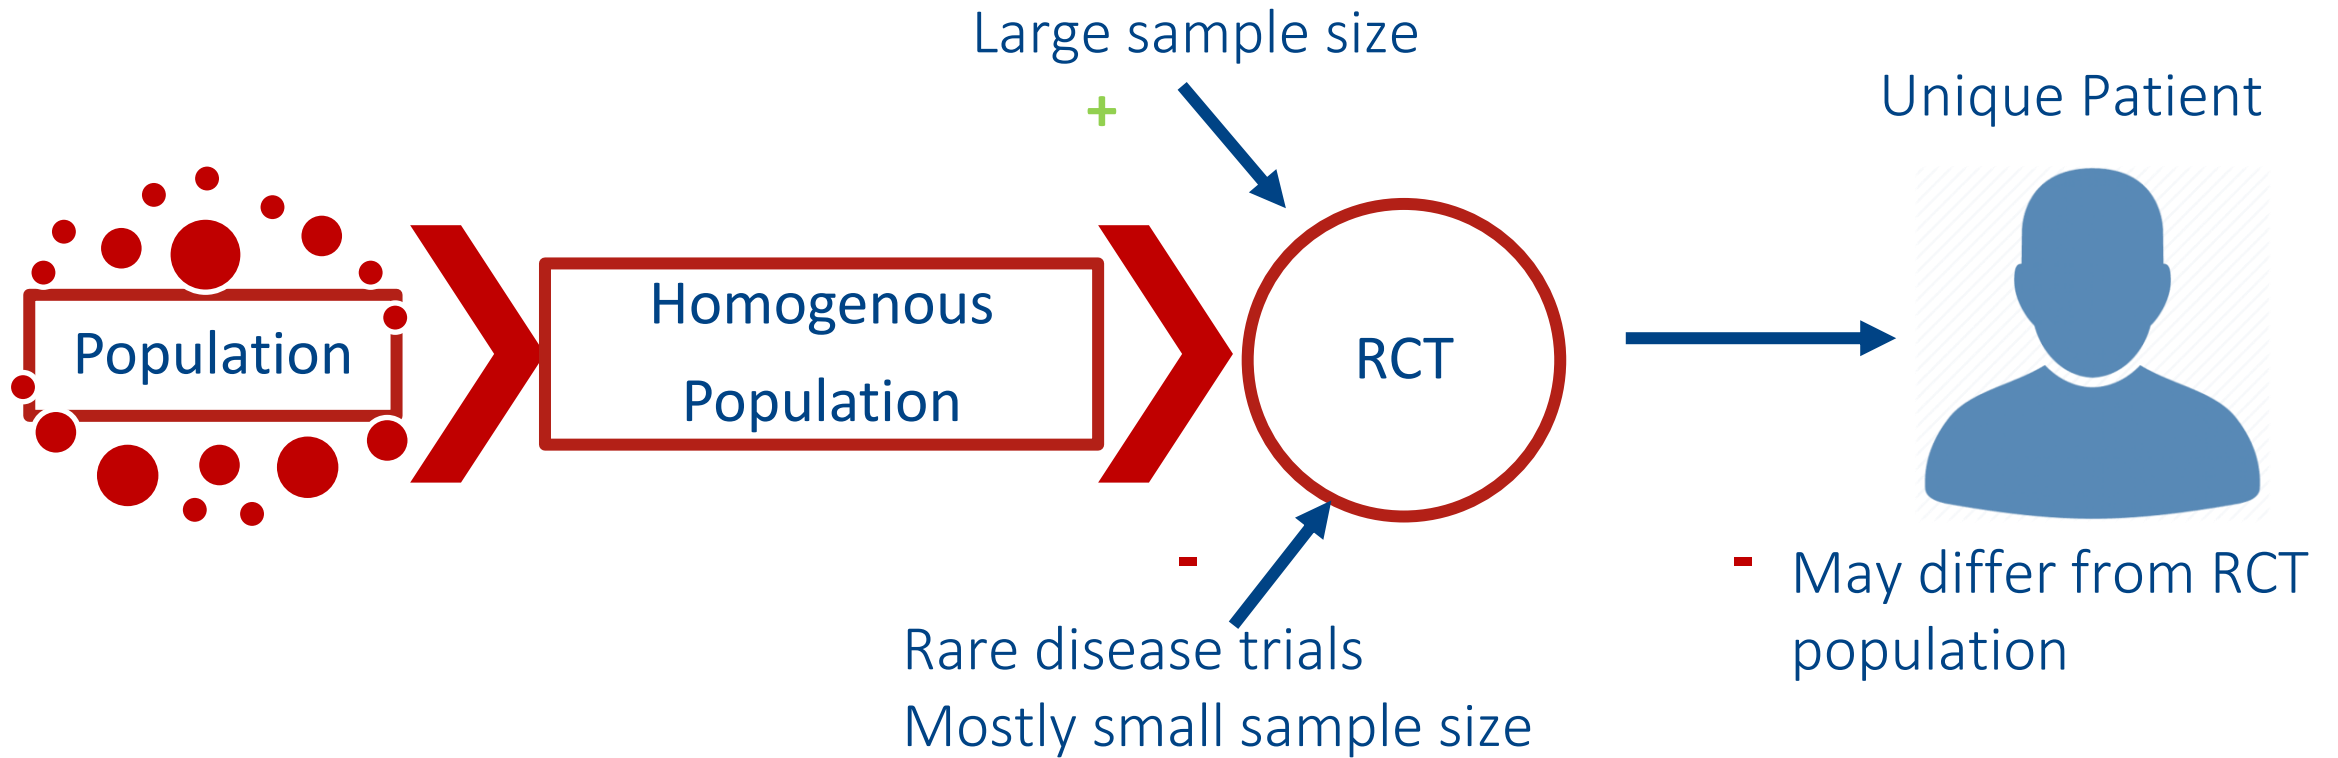 Large sample size
+
Unique Patient
Population
Homogenous
Population
RCT
-
Rare disease trials
Mostly small sample size
- May differ from RCT
population